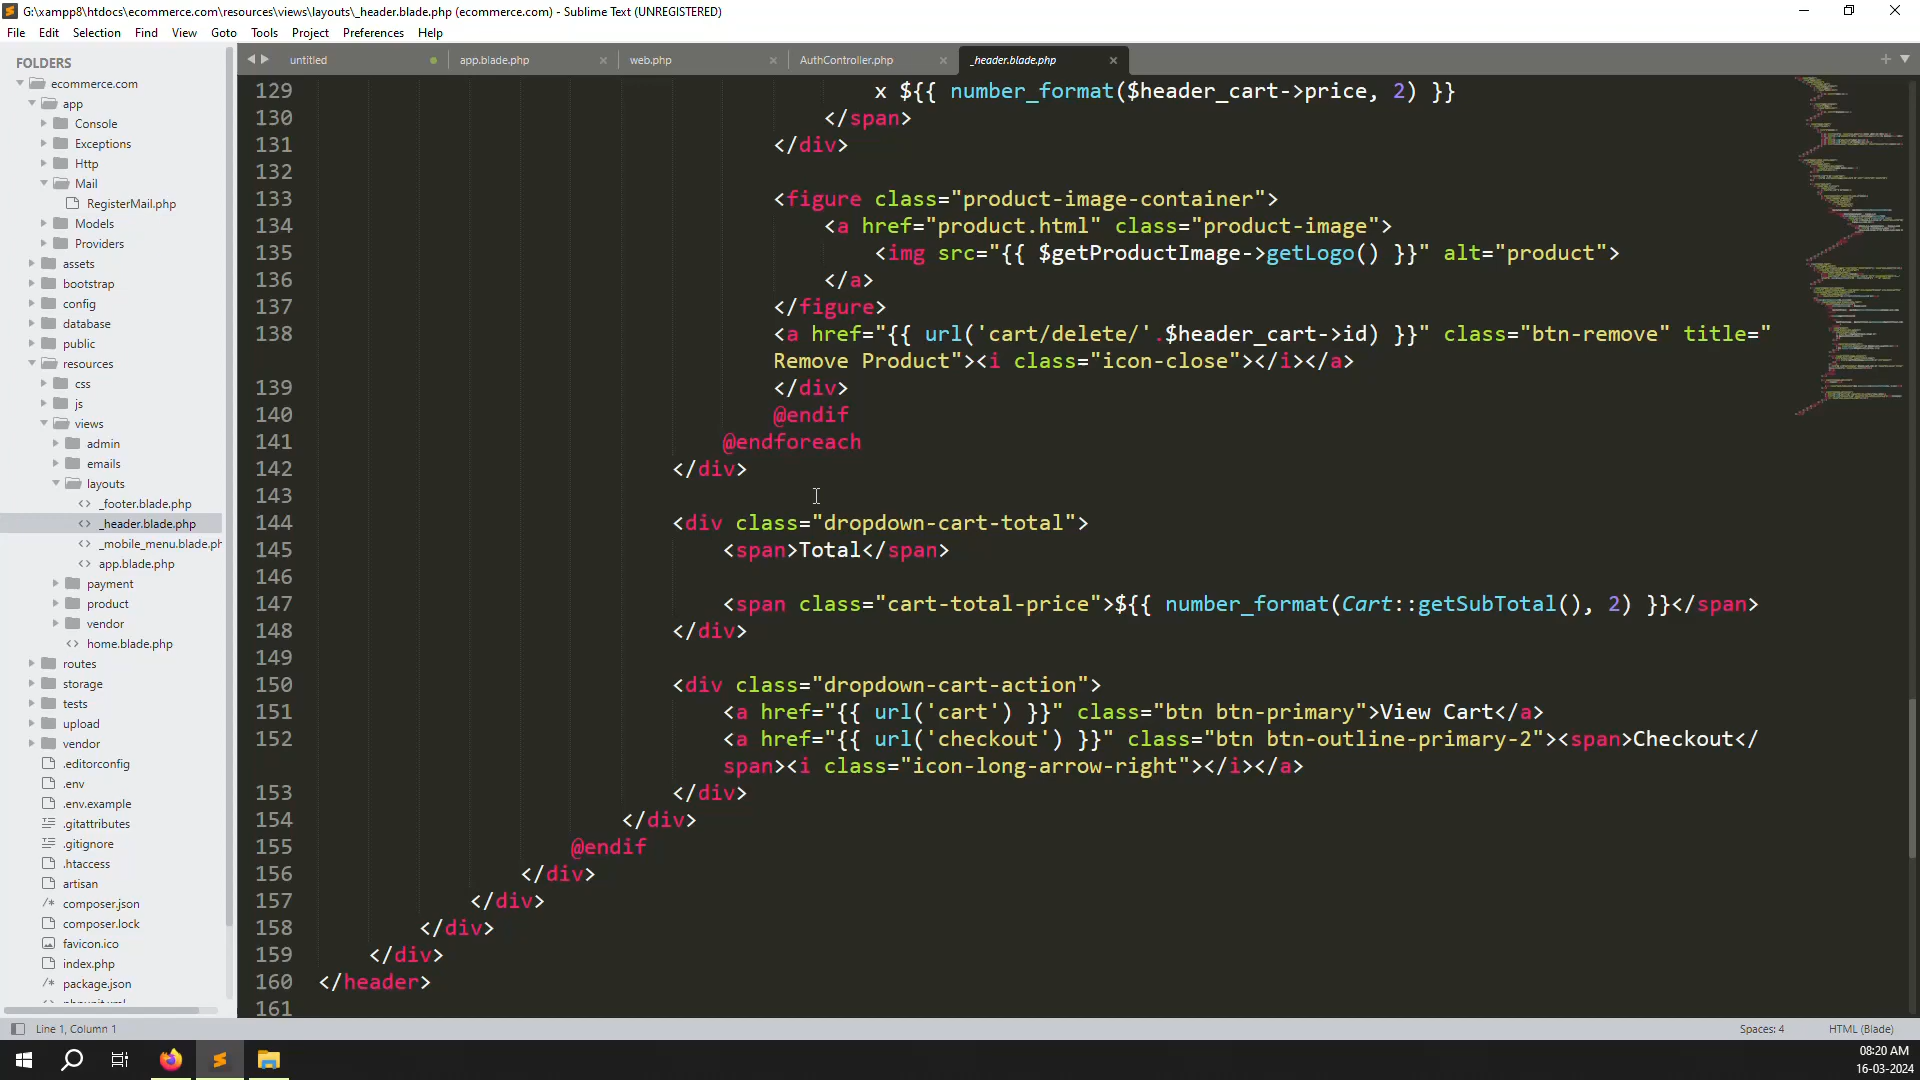 G:\xampp8\htdocs\ecommerce.com\resources\views\layouts\_header.blade.php (ecommerce.com) - Sublime Text (UNREGISTERED)
File Edit Selection Find View Goto Tools Project Preferences Help
FOLDERS
ecommerce.com
app
Console
Exceptions
Http
Mail
RegisterMail.php
Models
Providers
assets
bootstrap
config
database
public
resources
css
js
views
admin
emails
layouts
_footer.blade.php
_header.blade.php
_mobile_menu.blade.ph
app.blade.php
payment
product
vendor
home.blade.php
routes
storage
tests
upload
vendor
.editorconfig
.env
.env.example
.gitattributes
.gitignore
.htaccess
artisan
composer.json
composer.lock
favicon.ico
index.php
package.json
untitled app.blade.php web.php AuthController.php _header.blade.php
129 x ${{ number_format($header_cart->price, 2) }}
130 </span>
131 </div>
132
133 <figure class="product-image-container">
134 <a href="product.html" class="product-image">
135 <img src="{{ $getProductImage->getLogo() }}" alt="product">
136 </a>
137 </figure>
138 <a href="{{ url('cart/delete/'.$header_cart->id) }}" class="btn-remove" title="
Remove Product"><i class="icon-close"></i></a>
139 </div>
140 @endif
141 @endforeach
142 </div>
143
144 <div class="dropdown-cart-total">
145 <span>Total</span>
146
147 <span class="cart-total-price">${{ number_format(Cart::getSubTotal(), 2) }}</span>
148 </div>
149
150 <div class="dropdown-cart-action">
151 <a href="{{ url('cart') }}" class="btn btn-primary">View Cart</a>
152 <a href="{{ url('checkout') }}" class="btn btn-outline-primary-2"><span>Checkout</
span><i class="icon-long-arrow-right"></i></a>
153 </div>
154 </div>
155 @endif
156 </div>
157 </div>
158 </div>
159 </div>
160 </header>
161
Line 1, Column 1
Spaces: 4
HTML (Blade)
08:20 AM
16-03-2024